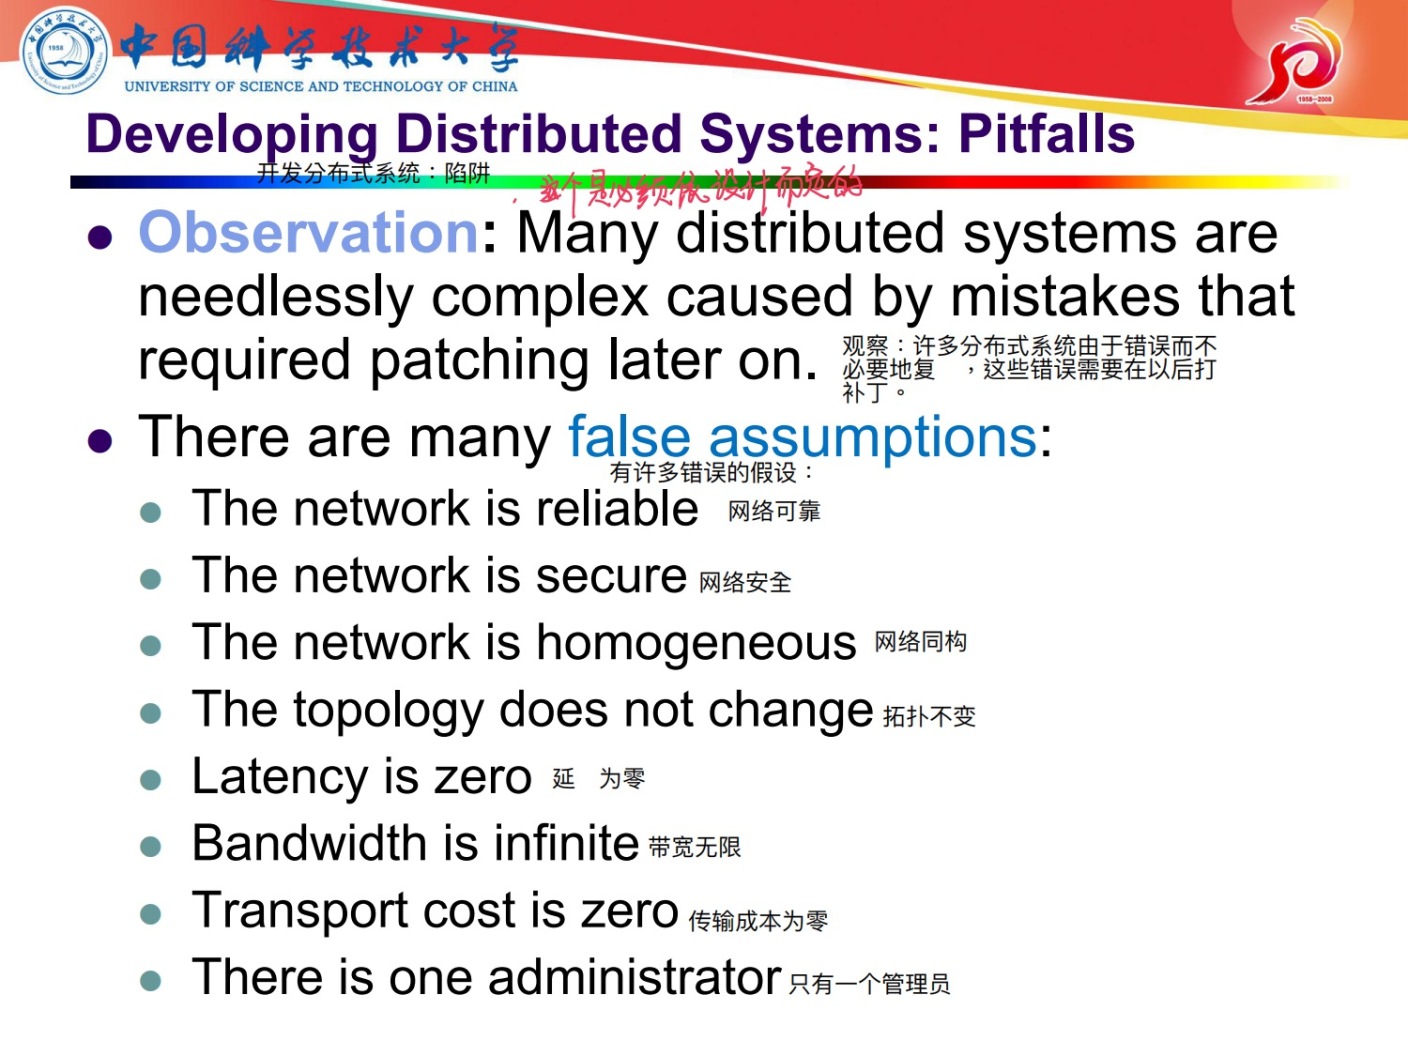 中国科学技术大学
UNIVERSITY OF SCIENCE AND TECHNOLOGY OF CHINA
1958
1958—2008
Developing Distributed Systems: Pitfalls
开发分布式系统：陷阱
这个是必须依设计而定的
Observation: Many distributed systems are
needlessly complex caused by mistakes that
required patching later on.
观察：许多分布式系统由于错误而不
必要地复 ，这些错误需要在以后打
补丁。
There are many false assumptions:
有许多错误的假设：
The network is reliable 网络可靠
The network is secure 网络安全
The network is homogeneous 网络同构
The topology does not change 拓扑不变
Latency is zero 延 为零
Bandwidth is infinite 带宽无限
Transport cost is zero 传输成本为零
There is one administrator 只有一个管理员